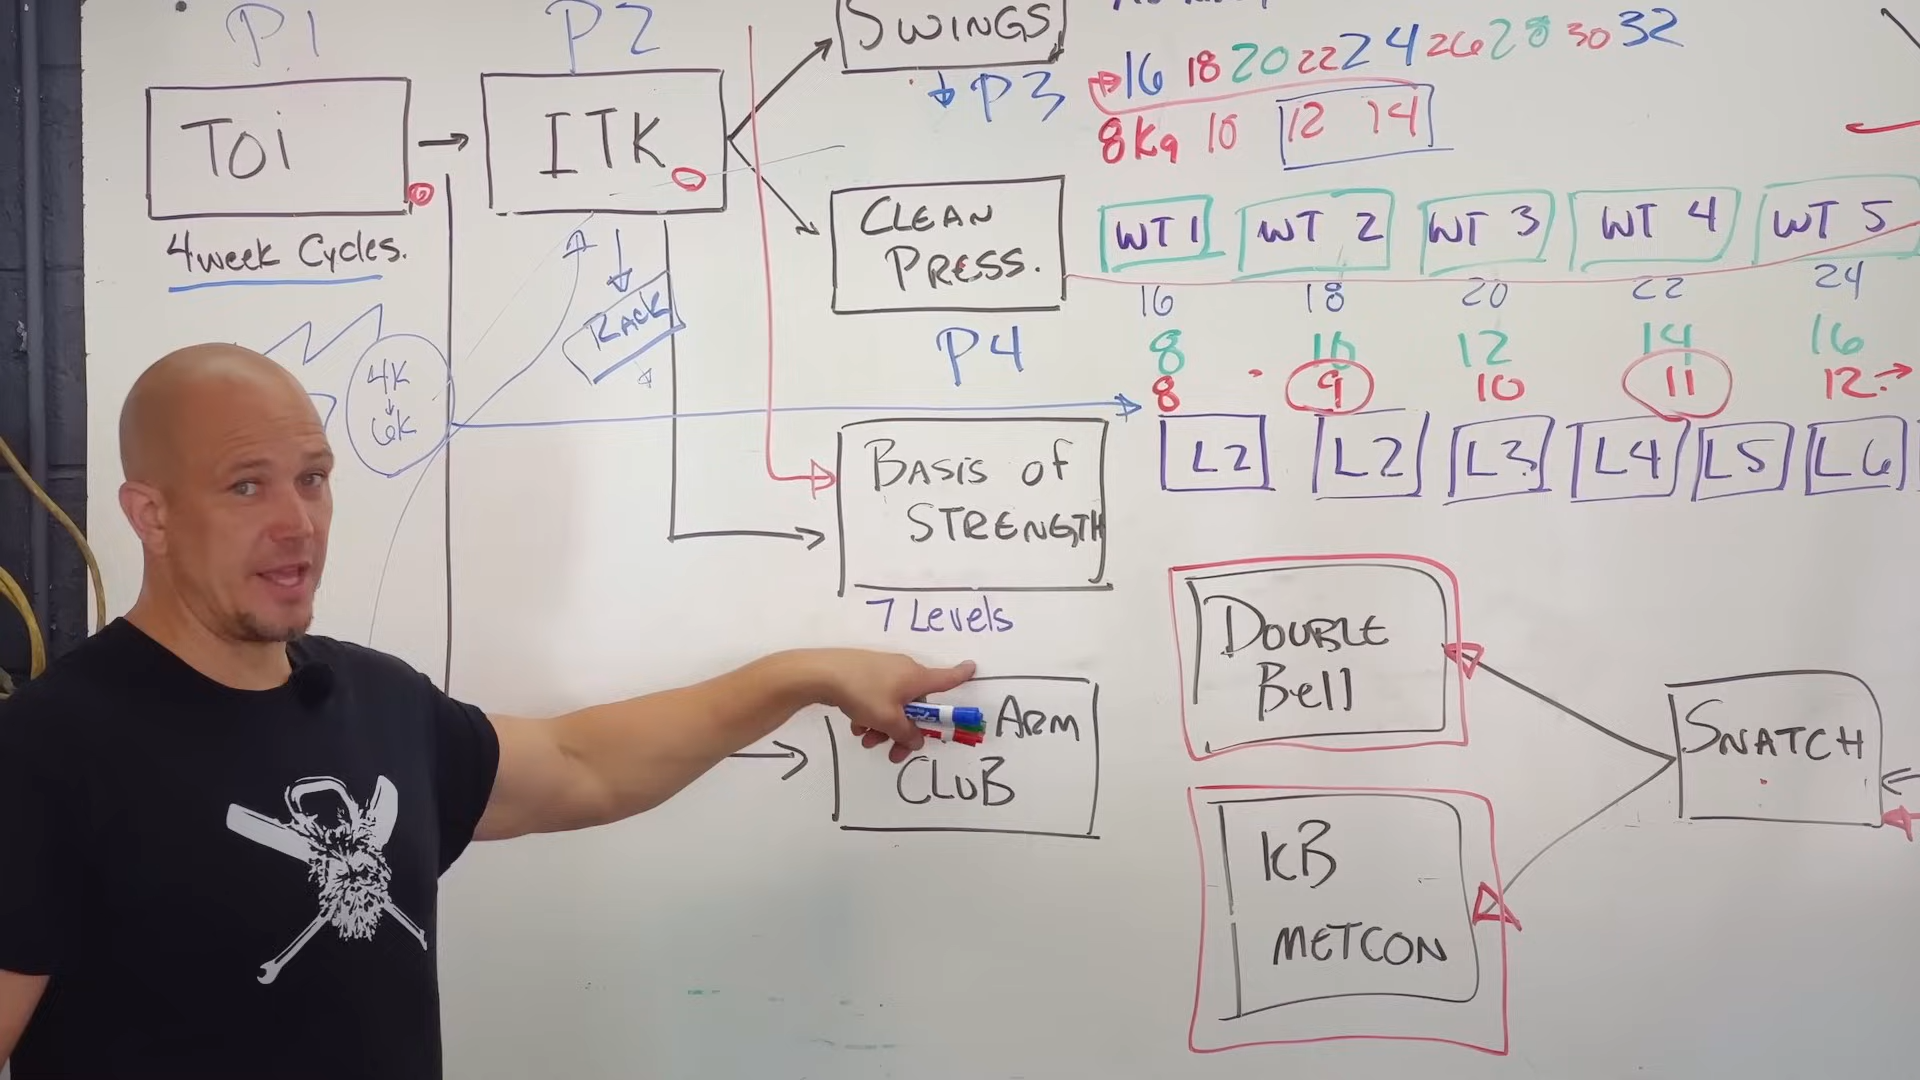 P1
P2
SWINGS
P3
16 18 20 22 24 26 28 30 32
8Kg 10 12 14
TOi
ITK
CLEAN
PRESS.
4week Cycles.
RACK
WT1 WT 2 WT 3 WT 4 WT 5
16 18 20 22 24
8 10 12 14 16
8 9 10 11 12
P4
4K
6K
BASIS OF
STRENGTH
L2 L2 L3 L4 L5 L6
7 Levels
ARM
CLUB
DOUBLE
Bell
SNATCH
KB
METCON